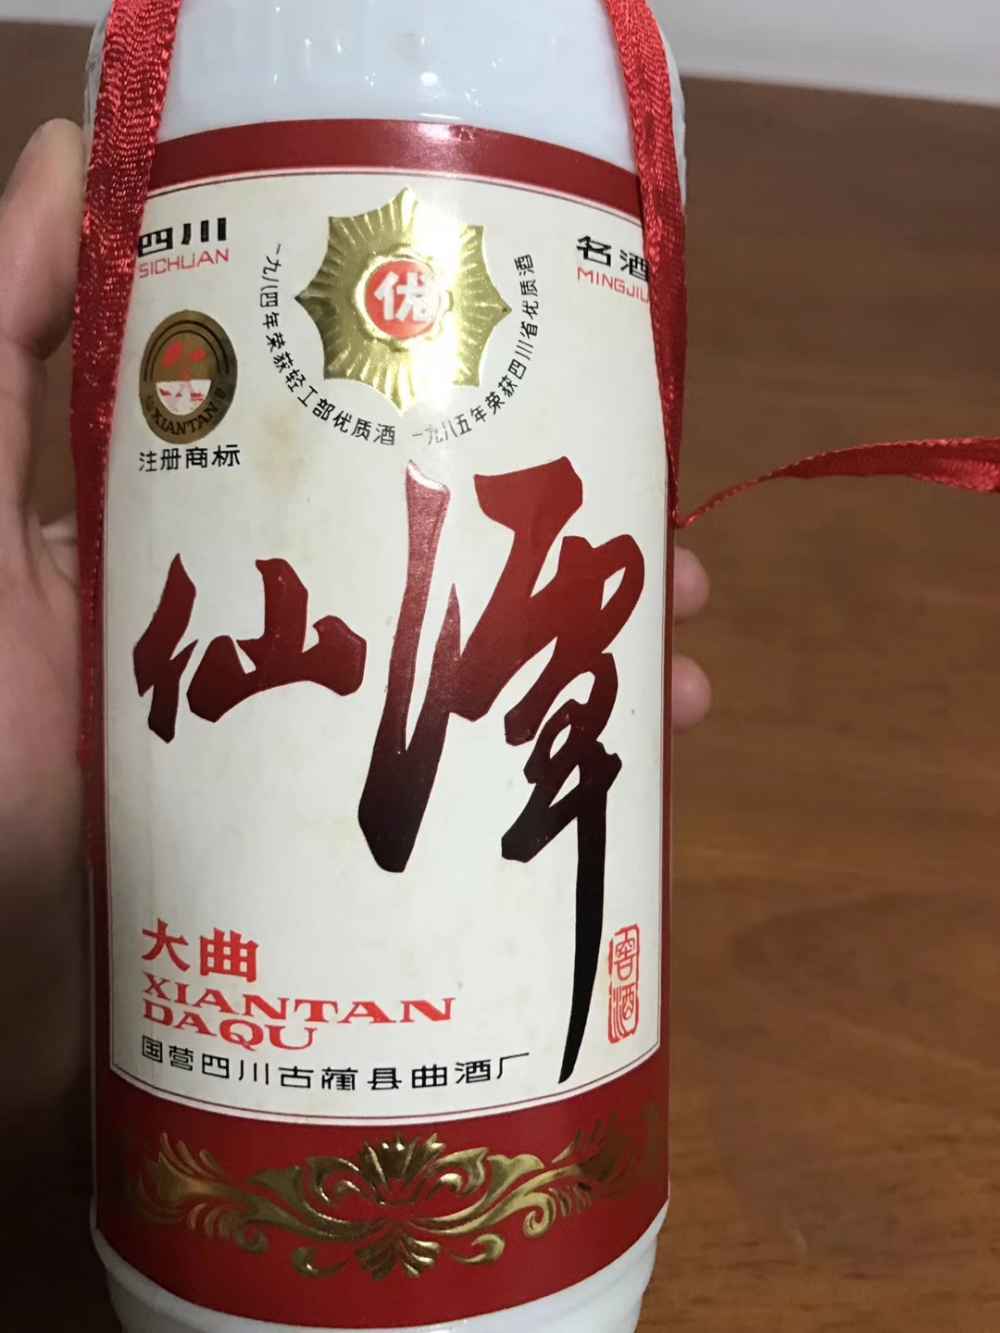 四川
SICHUAN
名酒
MINGJIU
优
一九八四年荣获轻工部优质酒
一九八五年荣获四川省优质酒
XIANTAN
注册商标
仙潭
大曲
XIANTAN
DAQU
窖酒
国营四川古蔺县曲酒厂